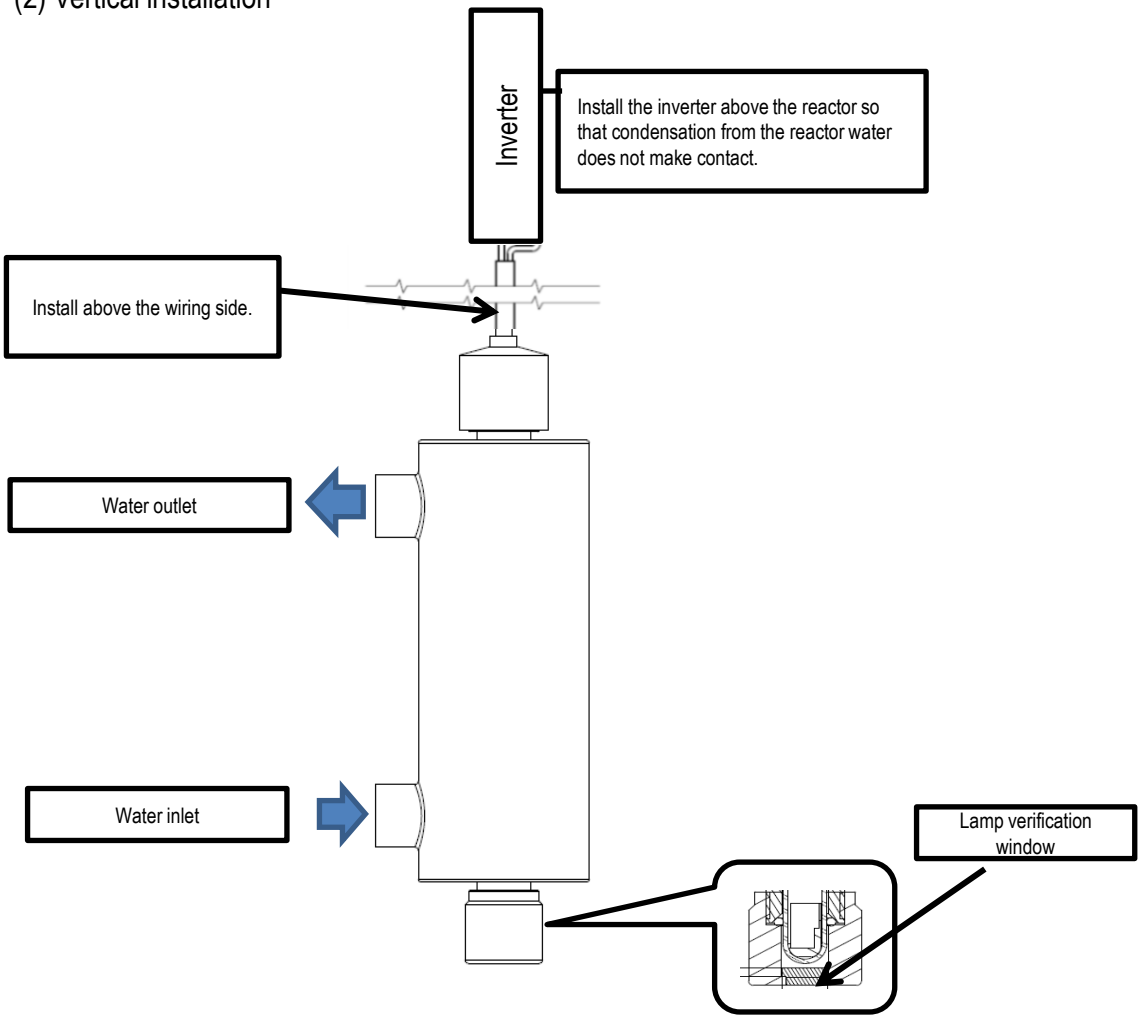 (2) Vertical installation
Inverter
Install the inverter above the reactor so
that condensation from the reactor water
does not make contact.
Install above the wiring side.
Water outlet
Water inlet
Lamp verification
window